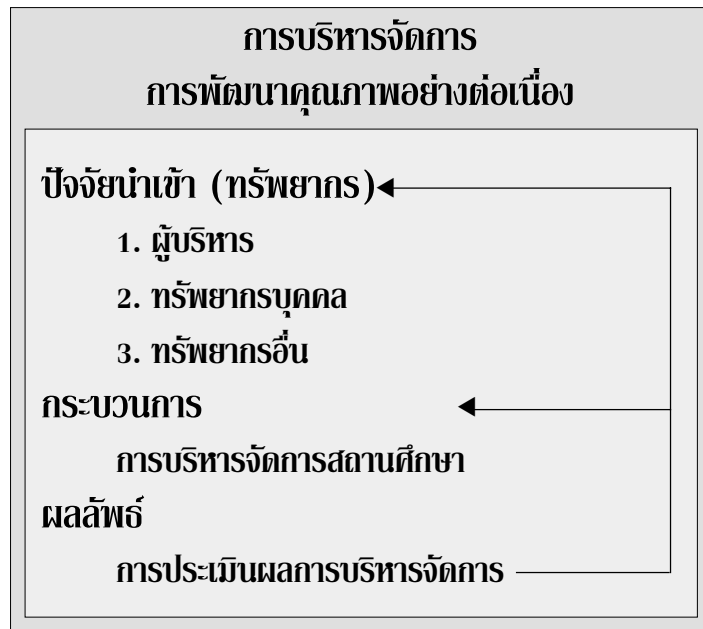 การบริหารจัดการ
การพัฒนาคุณภาพอย่างต่อเนื่อง
ปัจจัยนำเข้า (ทรัพยากร)
1. ผู้บริหาร
2. ทรัพยากรบุคคล
3. ทรัพยากรอื่น
กระบวนการ
การบริหารจัดการสถานศึกษา
ผลลัพธ์
การประเมินผลการบริหารจัดการ